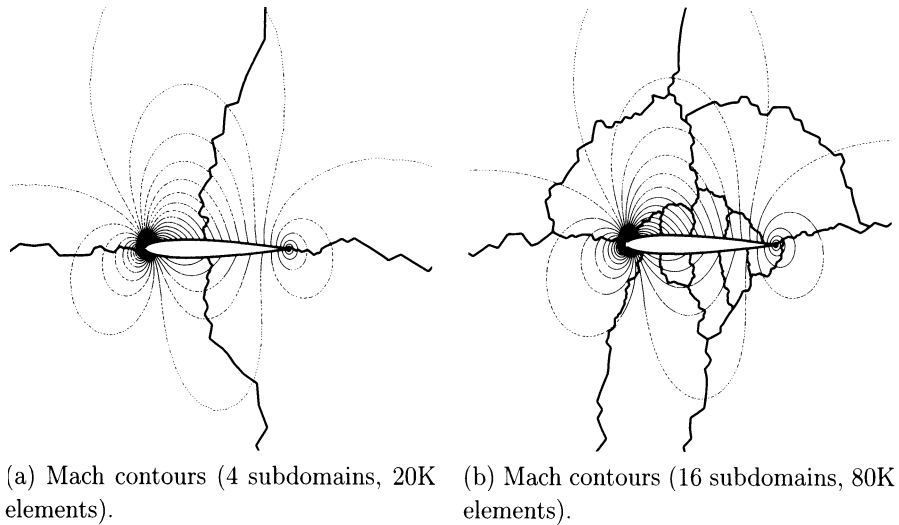 (a) Mach contours (4 subdomains, 20K
elements).
(b) Mach contours (16 subdomains, 80K
elements).